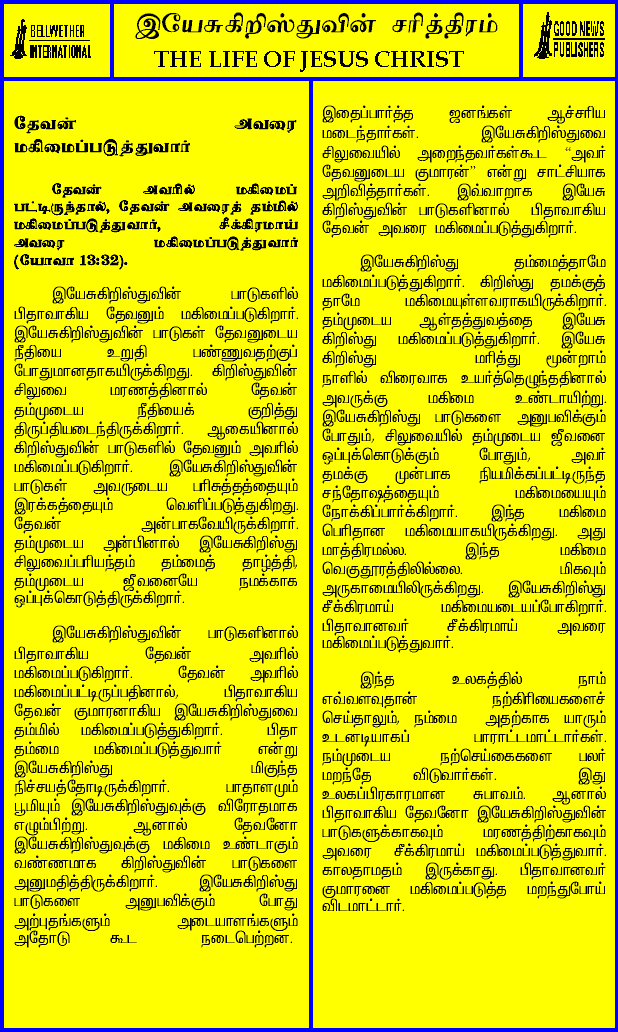 BELLWETHER
INTERNATIONAL
இயேசுகிறிஸ்துவின் சரித்திரம்
THE LIFE OF JESUS CHRIST
GOOD NEWS
PUBLISHERS
தேவன் அவரை
மகிமைப்படுத்துவார்
தேவன் அவரில் மகிமைப்
பட்டிருந்தால், தேவன் அவரைத் தம்மில்
மகிமைப்படுத்துவார், சீக்கிரமாய்
அவரை மகிமைப்படுத்துவார்
(யோவா 13:32).
இயேசுகிறிஸ்துவின் பாடுகளில்
பிதாவாகிய தேவனும் மகிமைப்படுகிறார்.
இயேசுகிறிஸ்துவின் பாடுகள் தேவனுடைய
நீதியை உறுதி பண்ணுவதற்குப்
போதுமானதாகயிருக்கிறது. கிறிஸ்துவின்
சிலுவை மரணத்தினால் தேவன்
தம்முடைய நீதியைக் குறித்து
திருப்தியடைந்திருக்கிறார். ஆகையினால்
கிறிஸ்துவின் பாடுகளில் தேவனும் அவரில்
மகிமைப்படுகிறார். இயேசுகிறிஸ்துவின்
பாடுகள் அவருடைய பரிசுத்தத்தையும்
இரக்கத்தையும் வெளிப்படுத்துகிறது.
தேவன் அன்பாகவேயிருக்கிறார்.
தம்முடைய அன்பினால் இயேசுகிறிஸ்து
சிலுவைப்பரியந்தம் தம்மைத் தாழ்த்தி,
தம்முடைய ஜீவனையே நமக்காக
ஒப்புக்கொடுத்திருக்கிறார்.
இயேசுகிறிஸ்துவின் பாடுகளினால்
பிதாவாகிய தேவன் அவரில்
மகிமைப்படுகிறார். தேவன் அவரில்
மகிமைப்பட்டிருப்பதினால், பிதாவாகிய
தேவன் குமாரனாகிய இயேசுகிறிஸ்துவை
தம்மில் மகிமைப்படுத்துகிறார். பிதா
தம்மை மகிமைப்படுத்துவார் என்று
இயேசுகிறிஸ்து மிகுந்த
நிச்சயத்தோடிருக்கிறார். பாதாளமும்
பூமியும் இயேசுகிறிஸ்துவுக்கு விரோதமாக
எழும்பிற்று. ஆனால் தேவனோ
இயேசுகிறிஸ்துவுக்கு மகிமை உண்டாகும்
வண்ணமாக கிறிஸ்துவின் பாடுகளை
அனுமதித்திருக்கிறார். இயேசுகிறிஸ்து
பாடுகளை அனுபவிக்கும் போது
அற்புதங்களும் அடையாளங்களும்
அதோடு கூட நடைபெற்றன.
இதைப்பார்த்த ஜனங்கள் ஆச்சரிய
மடைந்தார்கள். இயேசுகிறிஸ்துவை
சிலுவையில் அறைந்தவர்கள்கூட “அவர்
தேவனுடைய குமாரன்” என்று சாட்சியாக
அறிவித்தார்கள். இவ்வாறாக இயேசு
கிறிஸ்துவின் பாடுகளினால் பிதாவாகிய
தேவன் அவரை மகிமைப்படுத்துகிறார்.
இயேசுகிறிஸ்து தம்மைத்தாமே
மகிமைப்படுத்துகிறார். கிறிஸ்து தமக்குத்
தாமே மகிமையுள்ளவராகயிருக்கிறார்.
தம்முடைய ஆள்தத்துவத்தை இயேசு
கிறிஸ்து மகிமைப்படுத்துகிறார். இயேசு
கிறிஸ்து மரித்து மூன்றாம்
நாளில் விரைவாக உயர்த்தெழுந்ததினால்
அவருக்கு மகிமை உண்டாயிற்று.
இயேசுகிறிஸ்து பாடுகளை அனுபவிக்கும்
போதும், சிலுவையில் தம்முடைய ஜீவனை
ஒப்புக்கொடுக்கும் போதும், அவர்
தமக்கு முன்பாக நியமிக்கப்பட்டிருந்த
சந்தோஷத்தையும் மகிமையையும்
நோக்கிப்பார்க்கிறார். இந்த மகிமை
பெரிதான மகிமையாகயிருக்கிறது. அது
மாத்திரமல்ல. இந்த மகிமை
வெகுதூரத்திலில்லை. மிகவும்
அருகாமையிலிருக்கிறது. இயேசுகிறிஸ்து
சீக்கிரமாய் மகிமையடையப்போகிறார்.
பிதாவானவர் சீக்கிரமாய் அவரை
மகிமைப்படுத்துவார்.
இந்த உலகத்தில் நாம்
எவ்வளவுதான் நற்கிரியைகளைச்
செய்தாலும், நம்மை அதற்காக யாரும்
உடனடியாகப் பாராட்டமாட்டார்கள்.
நம்முடைய நற்செய்கைகளை பலர்
மறந்தே விடுவார்கள். இது
உலகப்பிரகாரமான சுபாவம். ஆனால்
பிதாவாகிய தேவனோ இயேசுகிறிஸ்துவின்
பாடுகளுக்காகவும் மரணத்திற்காகவும்
அவரை சீக்கிரமாய் மகிமைப்படுத்துவார்.
காலதாமதம் இருக்காது. பிதாவானவர்
குமாரனை மகிமைப்படுத்த மறந்துபோய்
விடமாட்டார்.